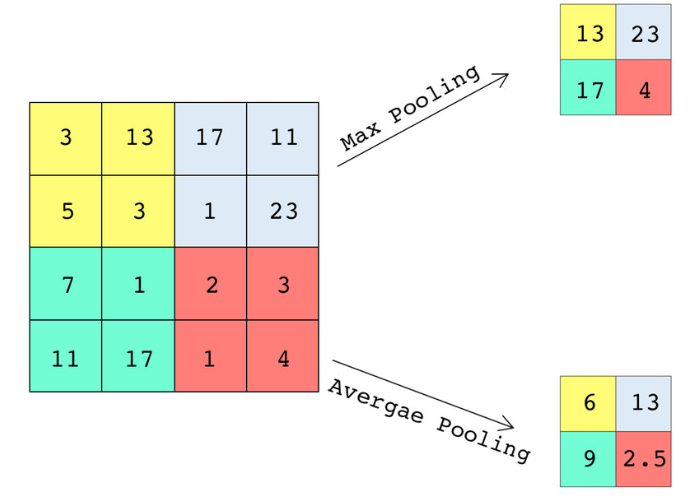 3 13 17 11
5 3 1 23
7 1 2 3
11 17 1 4
Max Pooling
13 23
17 4
Avergae Pooling
6 13
9 2.5